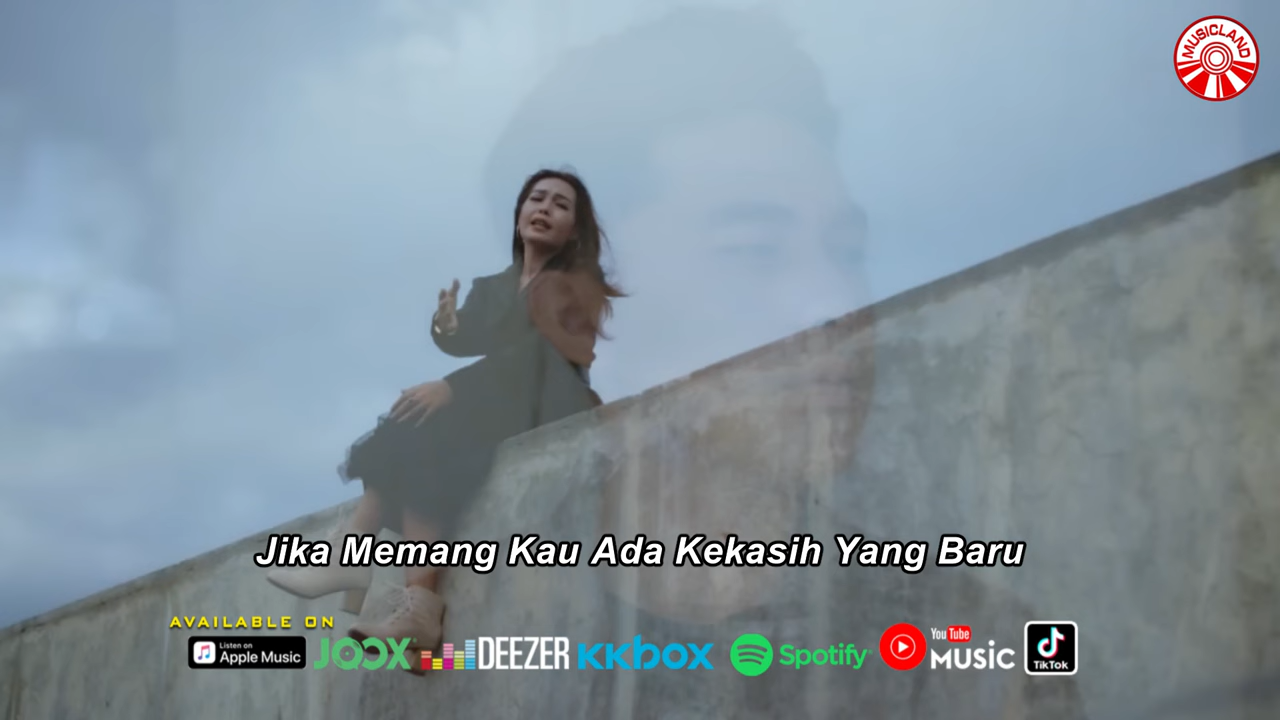 MUSICLAND
Jika Memang Kau Ada Kekasih Yang Baru
AVAILABLE ON
Listen on
Apple Music
JOOX
DEEZER
KKBOX
Spotify
YouTube
MUSIC
TikTok